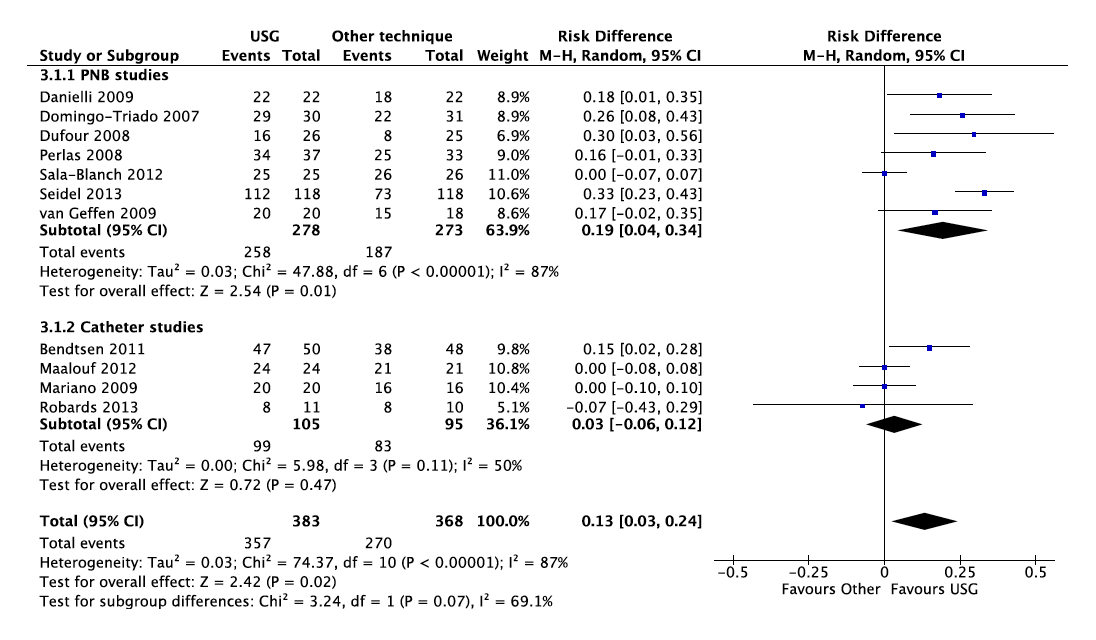 USG Other technique Risk Difference Risk Difference
Study or Subgroup Events Total Events Total Weight M-H, Random, 95% CI M-H, Random, 95% CI
3.1.1 PNB studies
Danielli 2009 22 22 18 22 8.9% 0.18 [0.01, 0.35]
Domingo-Triado 2007 29 30 22 31 8.9% 0.26 [0.08, 0.43]
Dufour 2008 16 26 8 25 6.9% 0.30 [0.03, 0.56]
Perlas 2008 34 37 25 33 9.0% 0.16 [-0.01, 0.33]
Sala-Blanch 2012 25 25 26 26 11.0% 0.00 [-0.07, 0.07]
Seidel 2013 112 118 73 118 10.6% 0.33 [0.23, 0.43]
van Geffen 2009 20 20 15 18 8.6% 0.17 [-0.02, 0.35]
Subtotal (95% CI) 278 273 63.9% 0.19 [0.04, 0.34]
Total events 258 187
Heterogeneity: Tau² = 0.03; Chi² = 47.88, df = 6 (P < 0.00001); I² = 87%
Test for overall effect: Z = 2.54 (P = 0.01)
3.1.2 Catheter studies
Bendtsen 2011 47 50 38 48 9.8% 0.15 [0.02, 0.28]
Maalouf 2012 24 24 21 21 10.8% 0.00 [-0.08, 0.08]
Mariano 2009 20 20 16 16 10.4% 0.00 [-0.10, 0.10]
Robards 2013 8 11 8 10 5.1% -0.07 [-0.43, 0.29]
Subtotal (95% CI) 105 95 36.1% 0.03 [-0.06, 0.12]
Total events 99 83
Heterogeneity: Tau² = 0.00; Chi² = 5.98, df = 3 (P = 0.11); I² = 50%
Test for overall effect: Z = 0.72 (P = 0.47)
Total (95% CI) 383 368 100.0% 0.13 [0.03, 0.24]
Total events 357 270
Heterogeneity: Tau² = 0.03; Chi² = 74.37, df = 10 (P < 0.00001); I² = 87%
Test for overall effect: Z = 2.42 (P = 0.02)
Test for subgroup differences: Chi² = 3.24, df = 1 (P = 0.07), I² = 69.1%
-0.5 -0.25 0 0.25 0.5
Favours Other Favours USG